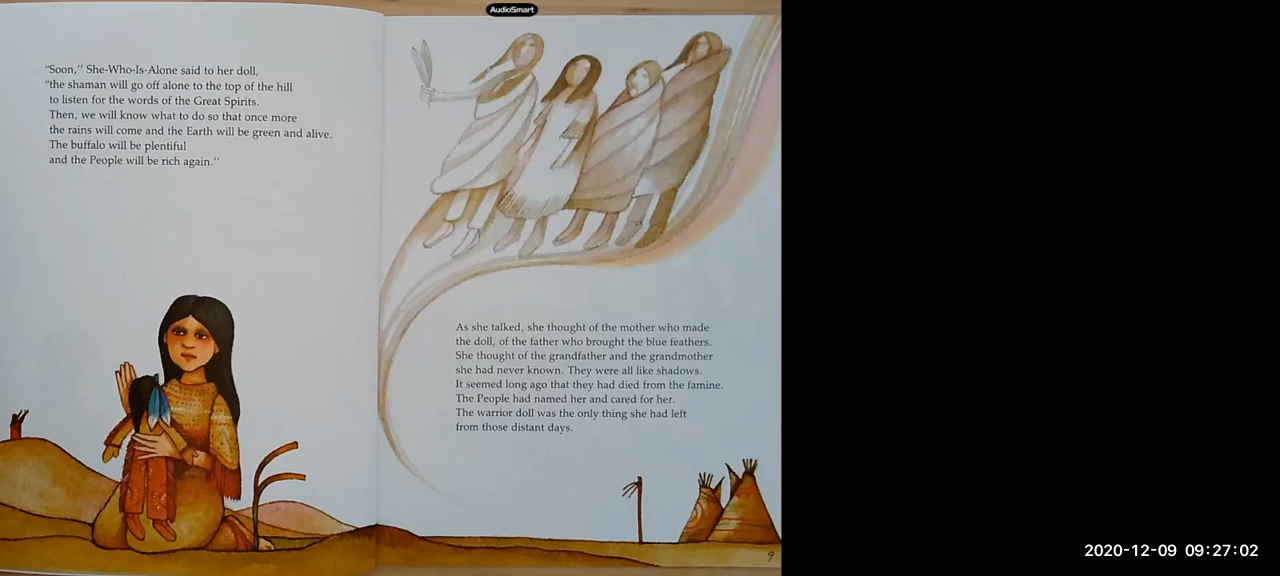 AudioSmart
"Soon," She-Who-Is-Alone said to her doll,
"the shaman will go off alone to the top of the hill
to listen for the words of the Great Spirits.
Then, we will know what to do so that once more
the rains will come and the Earth will be green and alive.
The buffalo will be plentiful
and the People will be rich again."
As she talked, she thought of the mother who made
the doll, of the father who brought the blue feathers.
She thought of the grandfather and the grandmother
she had never known. They were all like shadows.
It seemed long ago that they had died from the famine.
The People had named her and cared for her.
The warrior doll was the only thing she had left
from those distant days.
9
2020-12-09 09:27:02